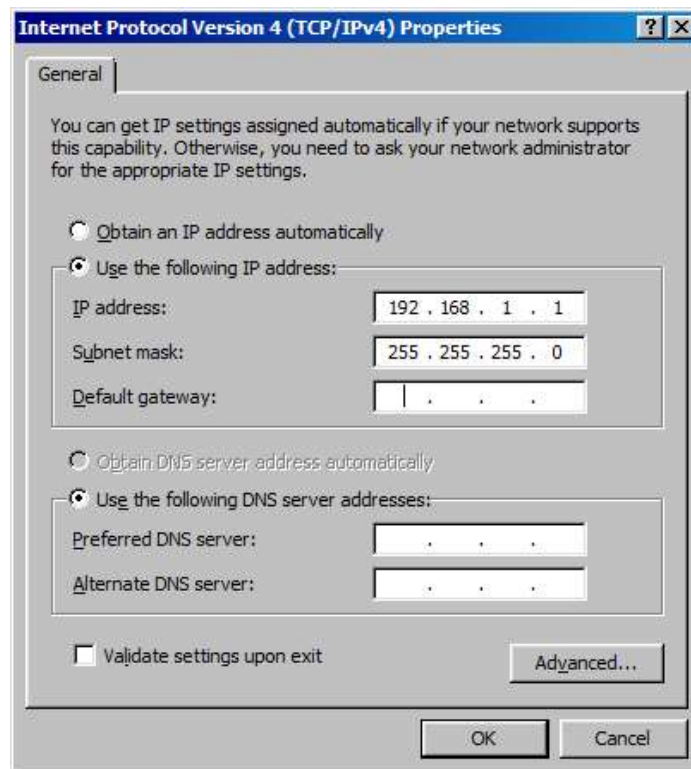 Internet Protocol Version 4 (TCP/IPv4) Properties
General
You can get IP settings assigned automatically if your network supports
this capability. Otherwise, you need to ask your network administrator
for the appropriate IP settings.
Obtain an IP address automatically
Use the following IP address:
IP address: 192 . 168 . 1 . 1
Subnet mask: 255 . 255 . 255 . 0
Default gateway: . . .
Obtain DNS server address automatically
Use the following DNS server addresses:
Preferred DNS server: . . .
Alternate DNS server: . . .
Validate settings upon exit
Advanced...
OK Cancel